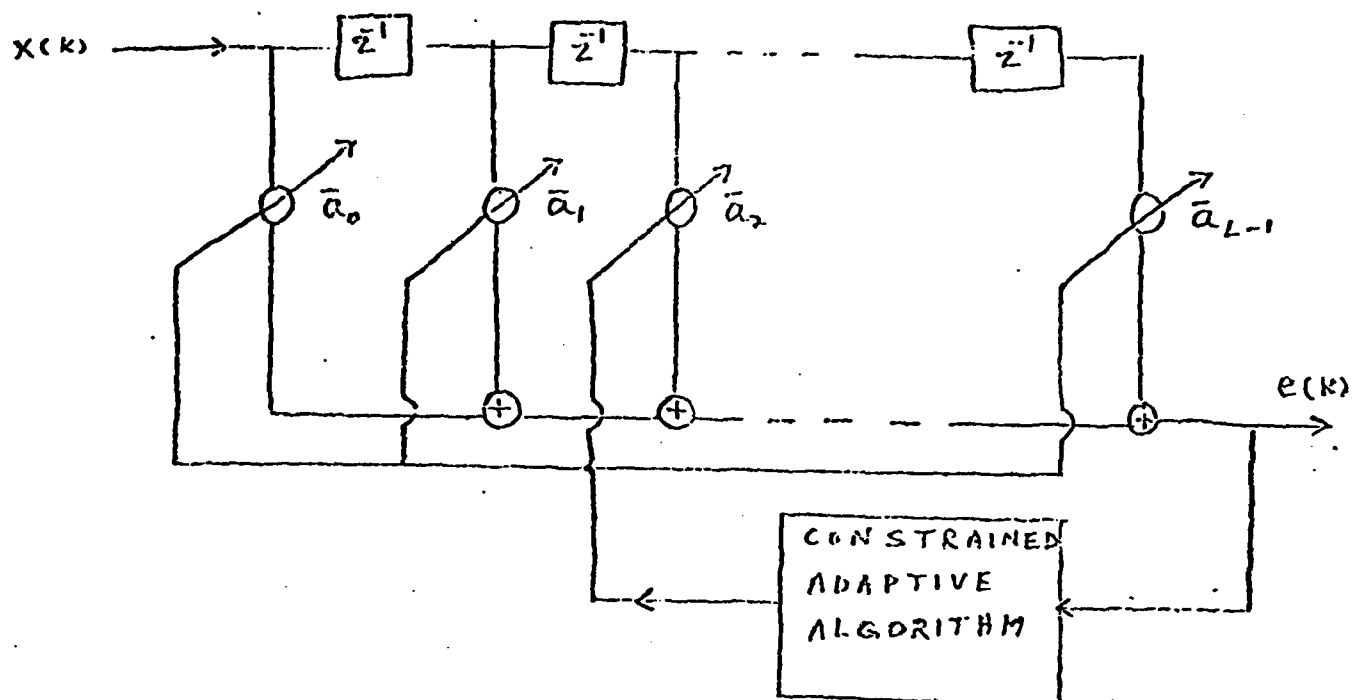 x(k) z̄¹ z̄¹ z̄¹
ā₀ ā₁ ā₂ ā_{L-1}
e(k)
CONSTRAINED
ADAPTIVE
ALGORITHM